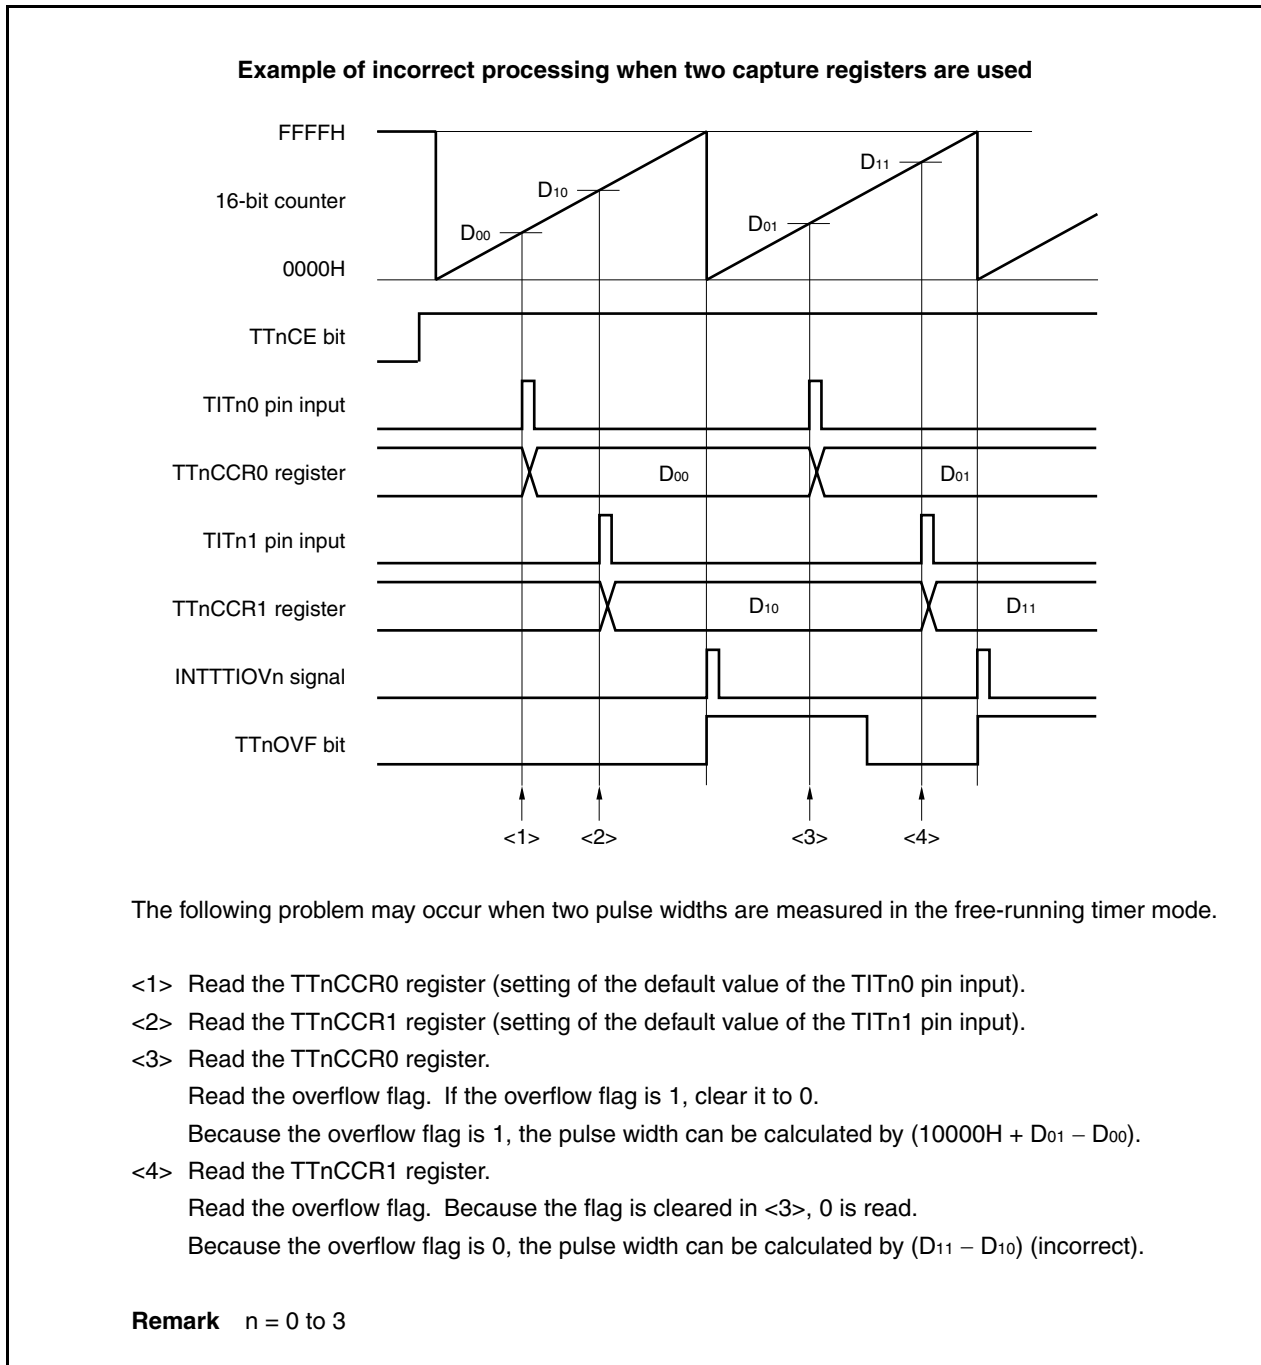 Example of incorrect processing when two capture registers are used
FFFFH
16-bit counter
0000H
D10
D00
D11
D01
TTnCE bit
TITn0 pin input
TTnCCR0 register
D00
D01
TITn1 pin input
TTnCCR1 register
D10
D11
INTTTIOVn signal
TTnOVF bit
<1> <2> <3> <4>
The following problem may occur when two pulse widths are measured in the free-running timer mode.
<1> Read the TTnCCR0 register (setting of the default value of the TITn0 pin input).
<2> Read the TTnCCR1 register (setting of the default value of the TITn1 pin input).
<3> Read the TTnCCR0 register.
Read the overflow flag. If the overflow flag is 1, clear it to 0.
Because the overflow flag is 1, the pulse width can be calculated by (10000H + D01 − D00).
<4> Read the TTnCCR1 register.
Read the overflow flag. Because the flag is cleared in <3>, 0 is read.
Because the overflow flag is 0, the pulse width can be calculated by (D11 − D10) (incorrect).
Remark n = 0 to 3